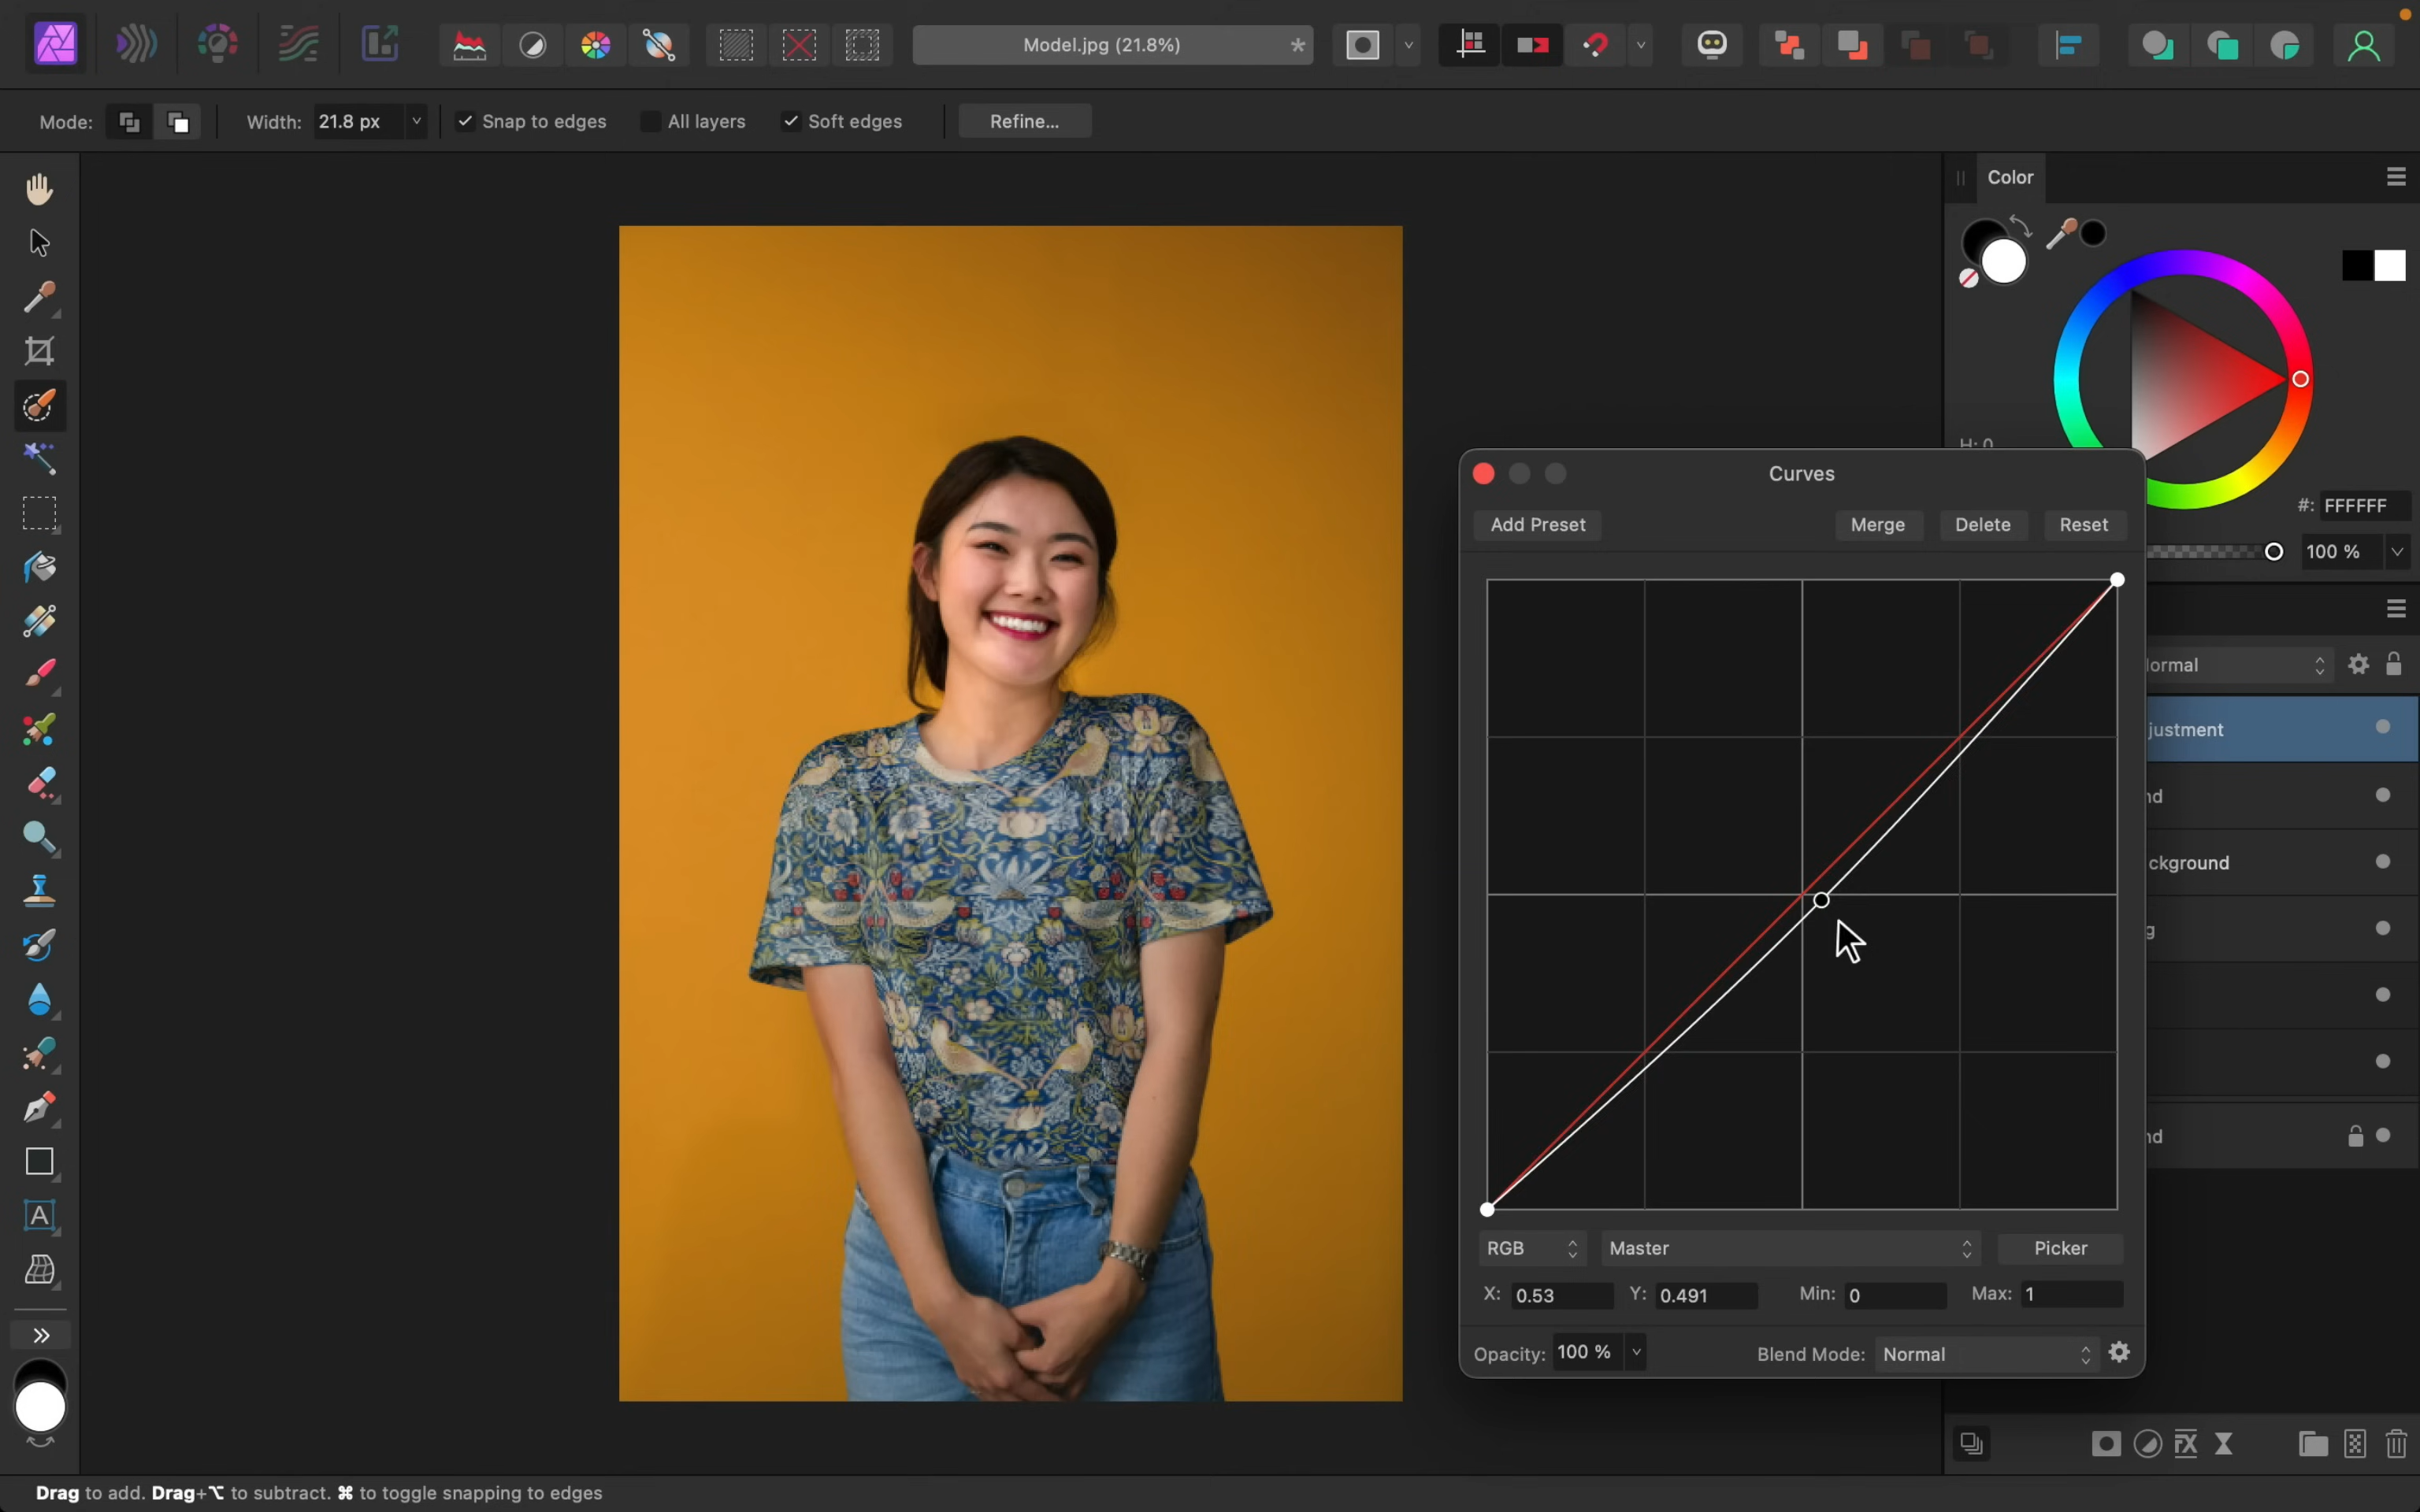 Model.jpg (21.8%)
*
Mode:
Width: 21.8 px
Snap to edges
All layers
Soft edges
Refine...
Color
H: 0
#: FFFFFF
100 %
Curves
Add Preset
Merge
Delete
Reset
ormal
justment
nd
ckground
g
nd
RGB
Master
Picker
X: 0.53
Y: 0.491
Min: 0
Max: 1
Opacity: 100 %
Blend Mode: Normal
A
FX
Drag to add. Drag+⌥ to subtract. ⌘ to toggle snapping to edges